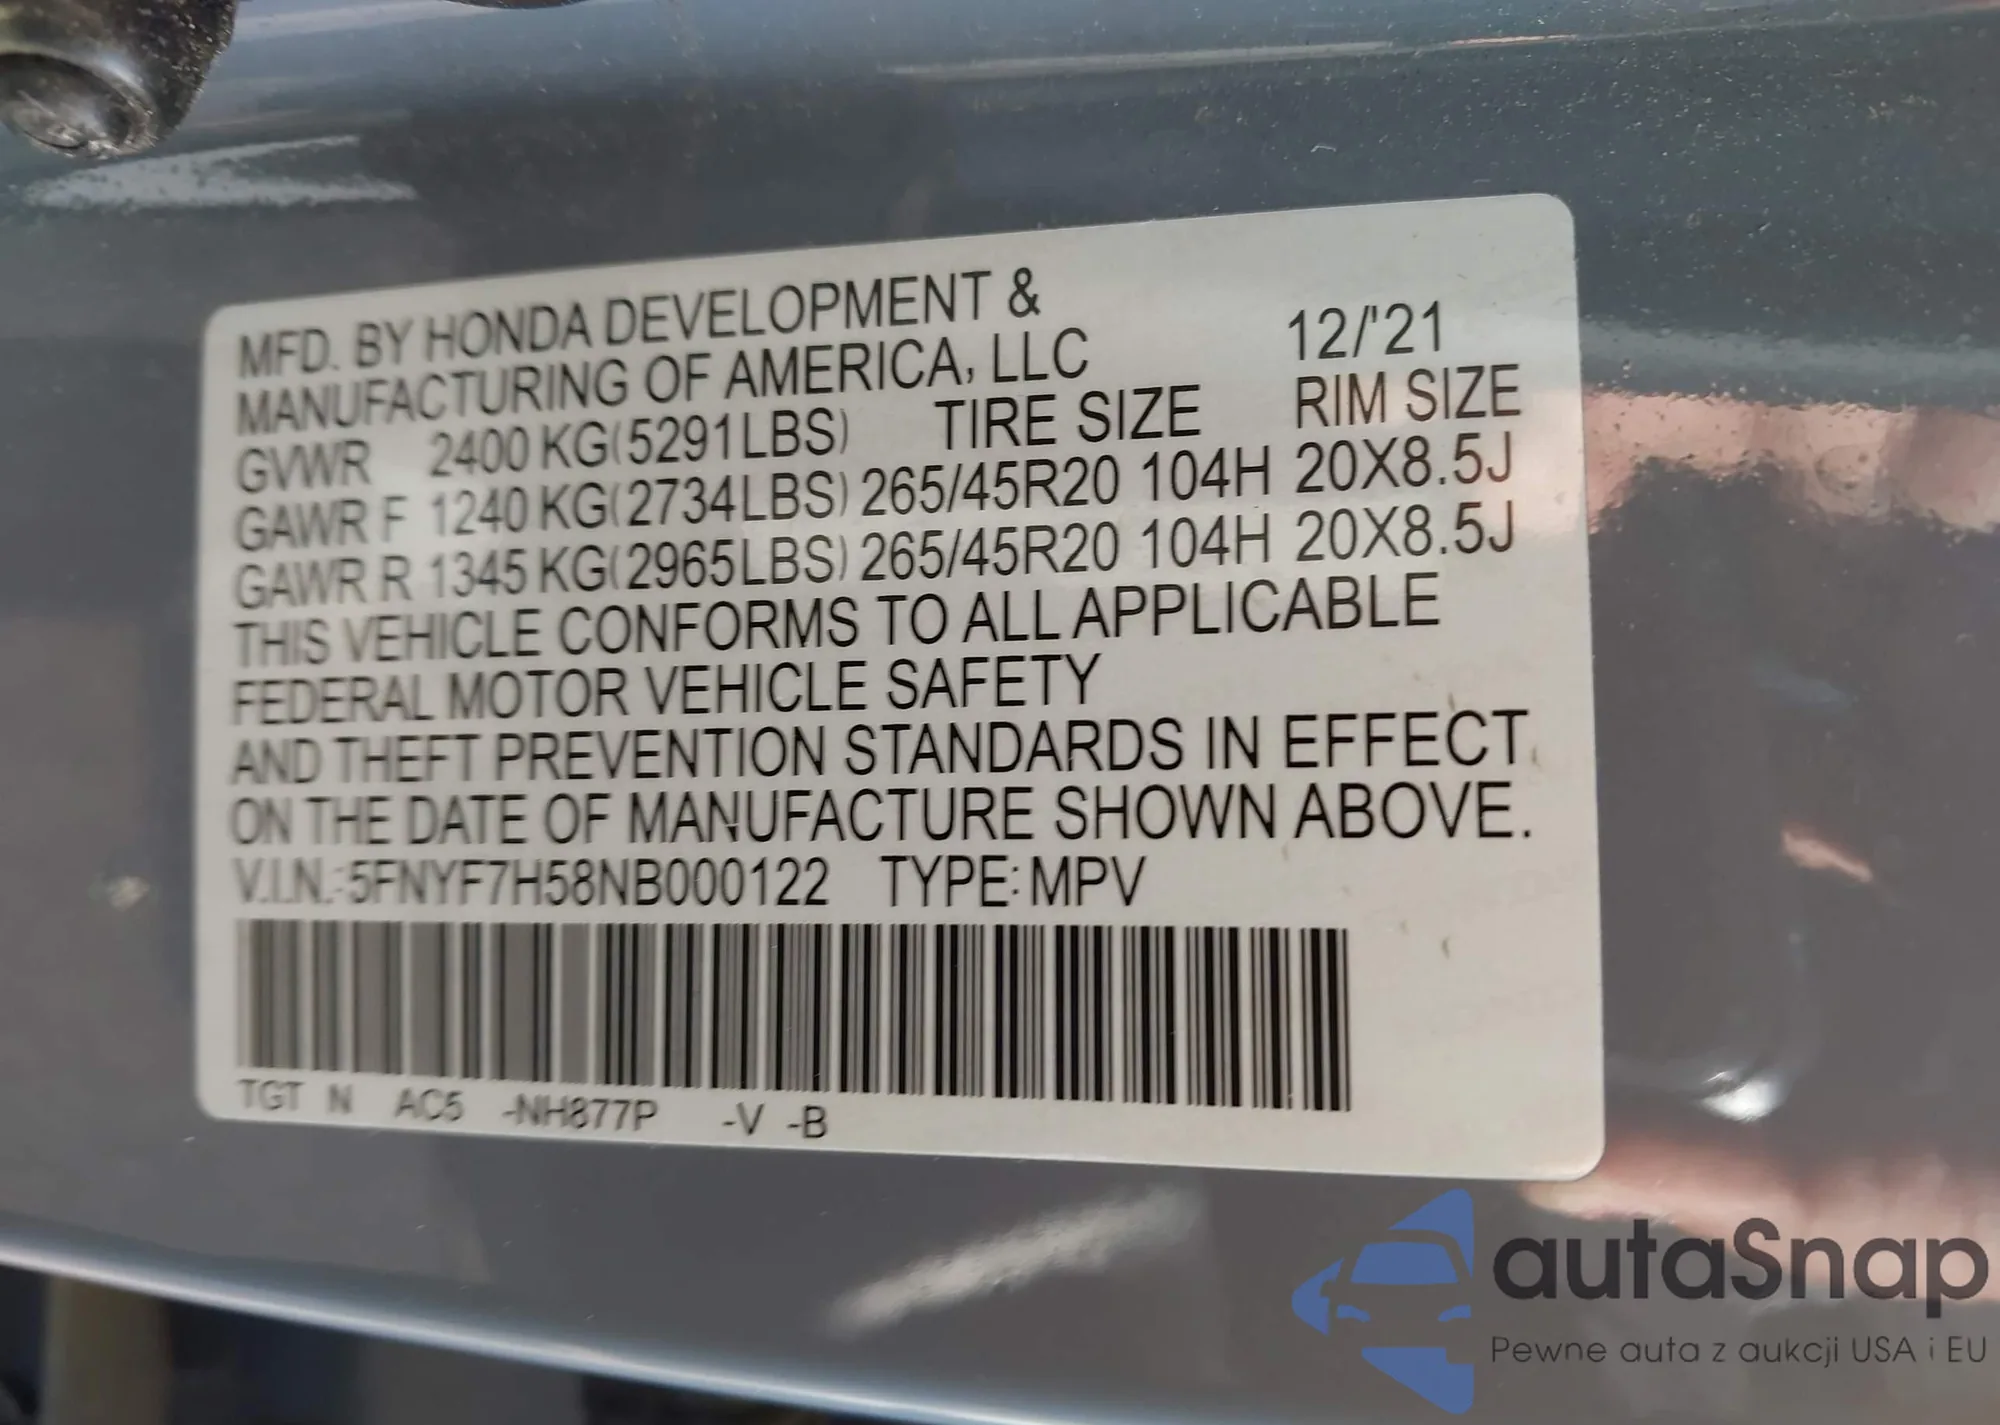 MFD. BY HONDA DEVELOPMENT &
MANUFACTURING OF AMERICA, LLC 12/'21
GVWR 2400 KG(5291LBS) TIRE SIZE RIM SIZE
GAWR F 1240 KG(2734LBS) 265/45R20 104H 20X8.5J
GAWR R 1345 KG(2965LBS) 265/45R20 104H 20X8.5J
THIS VEHICLE CONFORMS TO ALL APPLICABLE
FEDERAL MOTOR VEHICLE SAFETY
AND THEFT PREVENTION STANDARDS IN EFFECT
ON THE DATE OF MANUFACTURE SHOWN ABOVE.
V.I.N.:5FNYF7H58NB000122 TYPE: MPV
TGT N AC5 -NH877P -V -B
autaSnap
Pewne auta z aukcji USA i EU